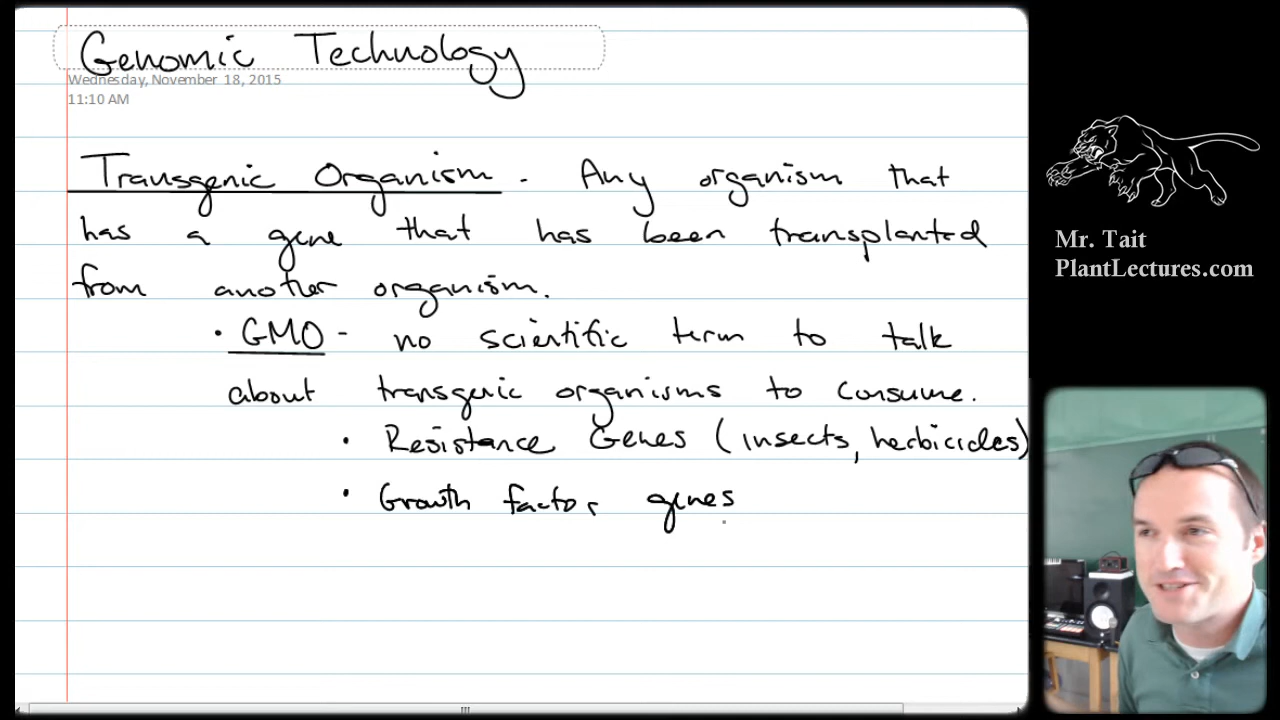 Genomic Technology
Wednesday, November 18, 2015
11:10 AM
Transgenic Organism - Any organism that
has a gene that has been transplanted
from another organism.
• GMO - no scientific term to talk
about transgenic organisms to consume.
• Resistance Genes (insects, herbicides)
• Growth factor genes
Mr. Tait
PlantLectures.com